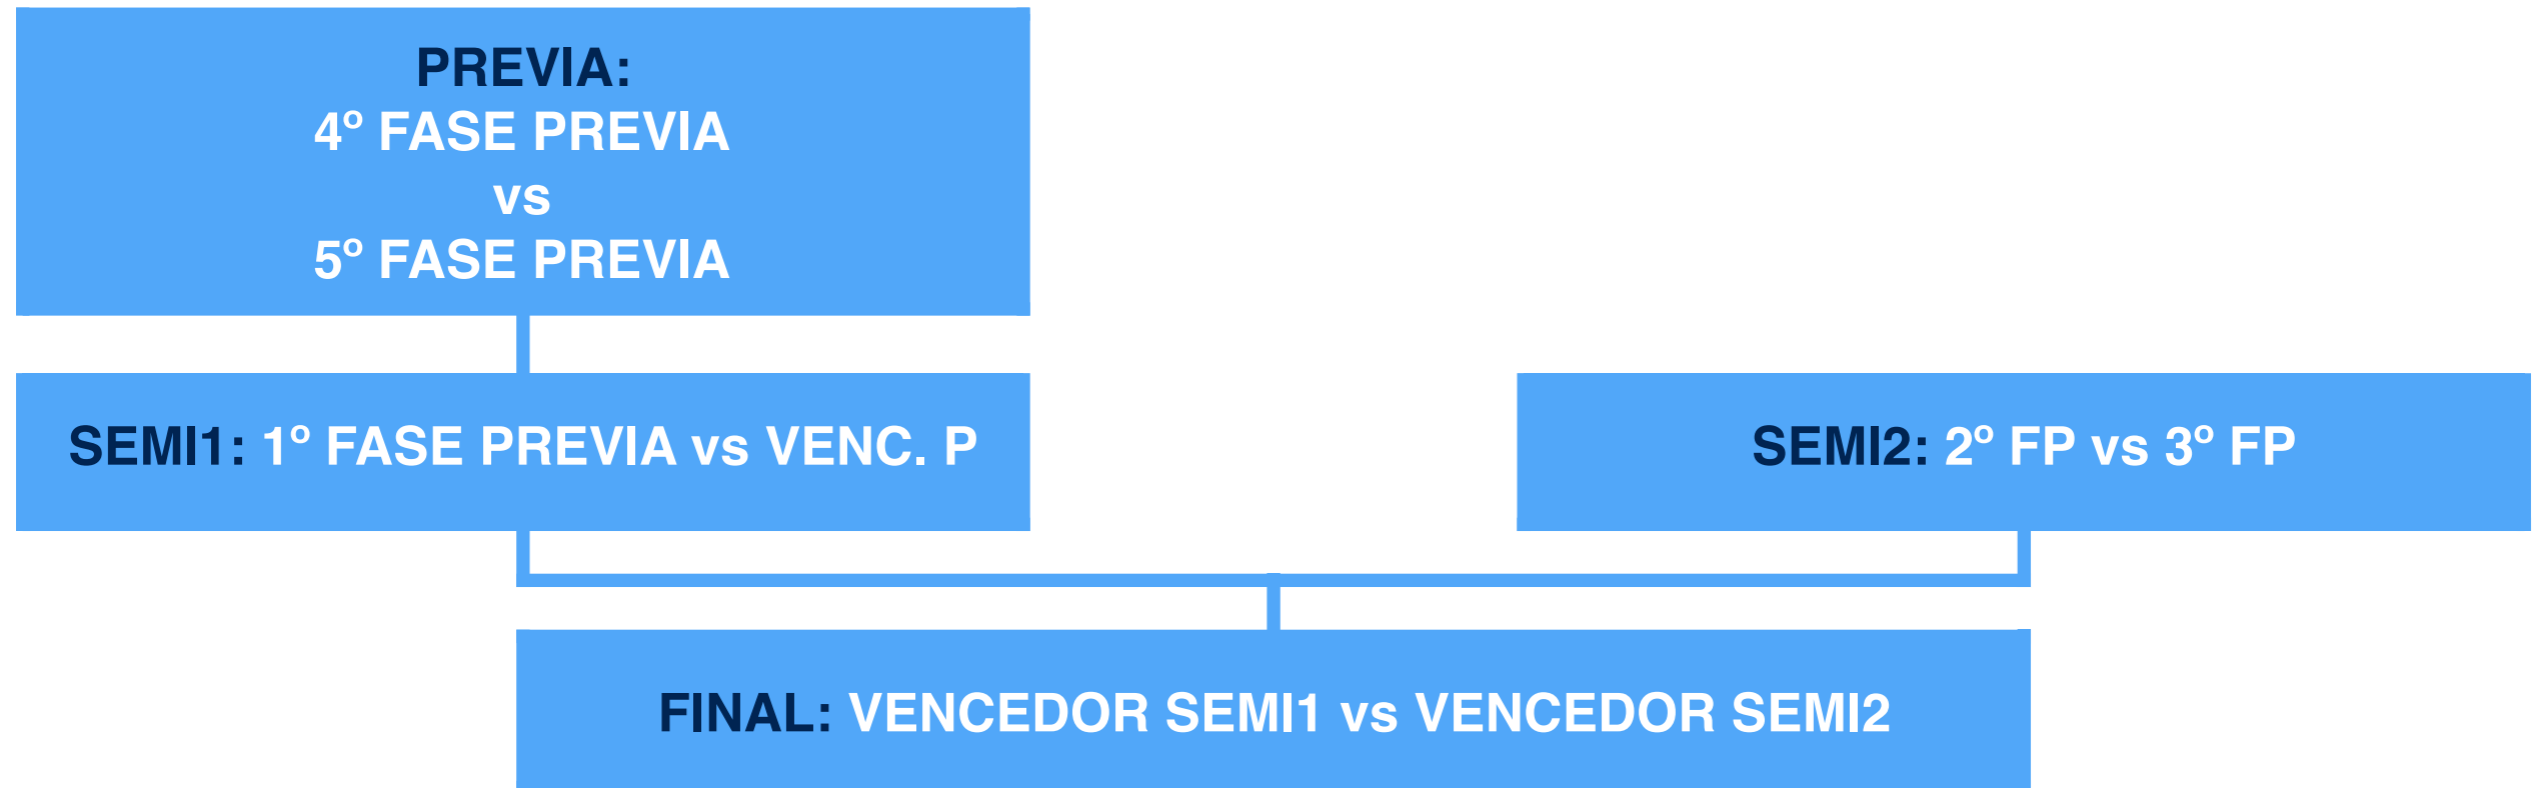 PREVIA:
4º FASE PREVIA
vs
5º FASE PREVIA
SEMI1: 1º FASE PREVIA vs VENC. P
SEMI2: 2º FP vs 3º FP
FINAL: VENCEDOR SEMI1 vs VENCEDOR SEMI2